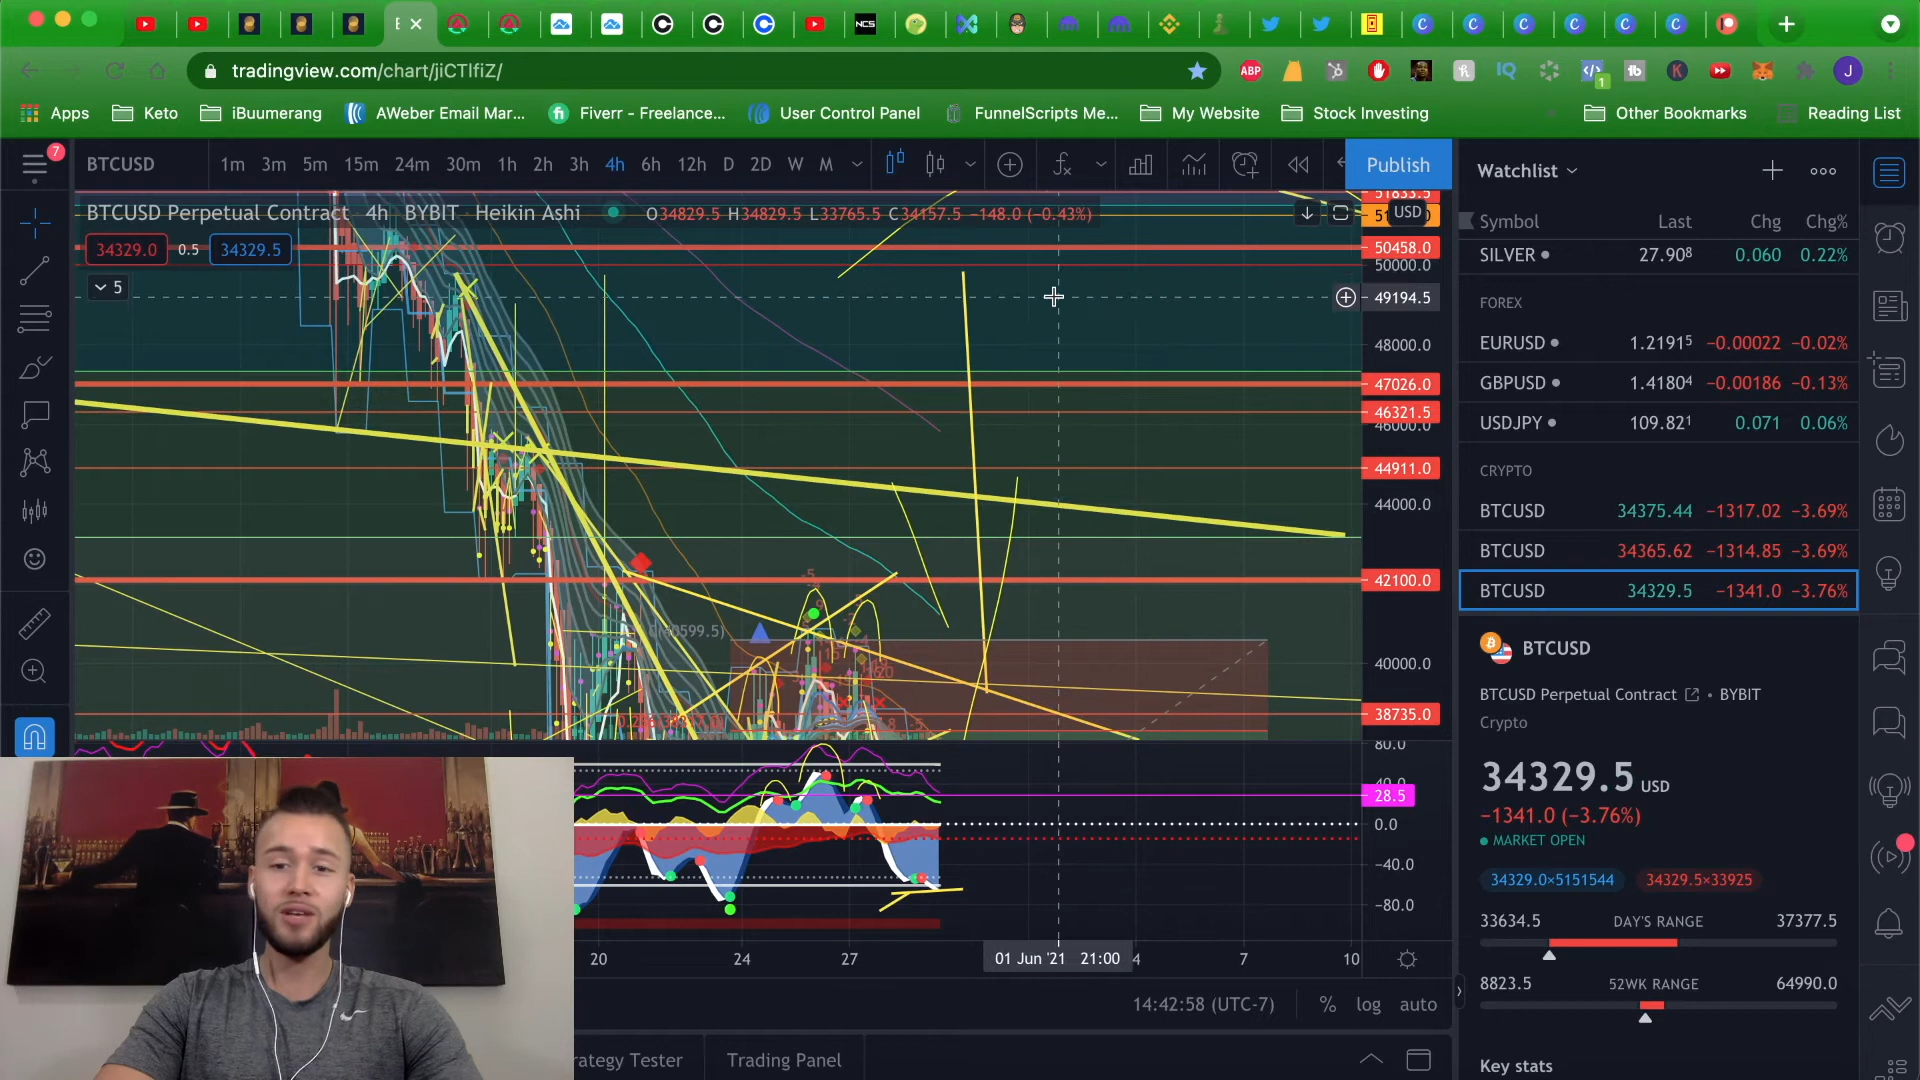 E
NCS
tradingview.com/chart/jiCTIfiZ/
ABP
IQ
1
tb
K
J
Apps
Keto
iBuumerang
AWeber Email Mar...
Fiverr - Freelance...
User Control Panel
FunnelScripts Me...
My Website
Stock Investing
Other Bookmarks
Reading List
7
BTCUSD
1m 3m 5m 15m 24m 30m 1h 2h 3h 4h 6h 12h D 2D W M
Publish
BTCUSD Perpetual Contract 4h BYBIT Heikin Ashi
O34829.5 H34829.5 L33765.5 C34157.5 −148.0 (−0.43%)
34329.0 0.5 34329.5
5
51833.5
USD
50458.0
50000.0
49194.5
48000.0
47026.0
46321.5
46000.0
44911.0
44000.0
42100.0
40000.0
38735.0
80.0
40.0
28.5
0.0
−40.0
−80.0
20 24 27
01 Jun '21 21:00
4 7 10
14:42:58 (UTC-7)
% log auto
rategy Tester
Trading Panel
Watchlist
Symbol Last Chg Chg%
SILVER 27.908 0.060 0.22%
FOREX
EURUSD 1.21915 −0.00022 −0.02%
GBPUSD 1.41804 −0.00186 −0.13%
USDJPY 109.821 0.071 0.06%
CRYPTO
BTCUSD 34375.44 −1317.02 −3.69%
BTCUSD 34365.62 −1314.85 −3.69%
BTCUSD 34329.5 −1341.0 −3.76%
BTCUSD
BTCUSD Perpetual Contract • BYBIT
Crypto
34329.5 USD
−1341.0 (−3.76%)
MARKET OPEN
34329.0×5151544 34329.5×33925
33634.5 DAY'S RANGE 37377.5
8823.5 52WK RANGE 64990.0
Key stats